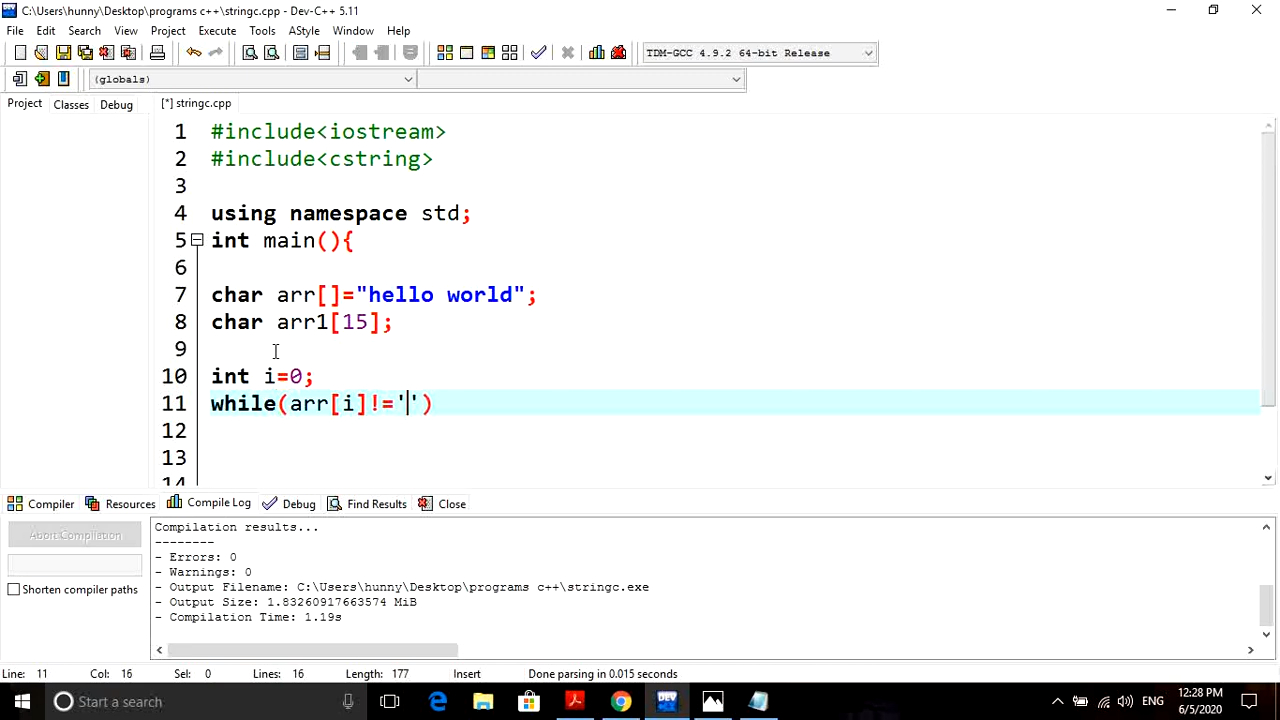 C:\Users\hunny\Desktop\programs c++\stringc.cpp - Dev-C++ 5.11
File Edit Search View Project Execute Tools AStyle Window Help
TDM-GCC 4.9.2 64-bit Release
(globals)
Project Classes Debug [*] stringc.cpp
1 #include<iostream>
2 #include<cstring>
3
4 using namespace std;
5 int main(){
6
7 char arr[]="hello world";
8 char arr1[15];
9
10 int i=0;
11 while(arr[i]!='')
12
13
14
Compiler Resources Compile Log Debug Find Results Close
Abort Compilation
Shorten compiler paths
Compilation results...
--------
- Errors: 0
- Warnings: 0
- Output Filename: C:\Users\hunny\Desktop\programs c++\stringc.exe
- Output Size: 1.83260917663574 MiB
- Compilation Time: 1.19s
Line: 11 Col: 16 Sel: 0 Lines: 16 Length: 177 Insert Done parsing in 0.015 seconds
Start a search
DEV
ENG
12:28 PM
6/5/2020